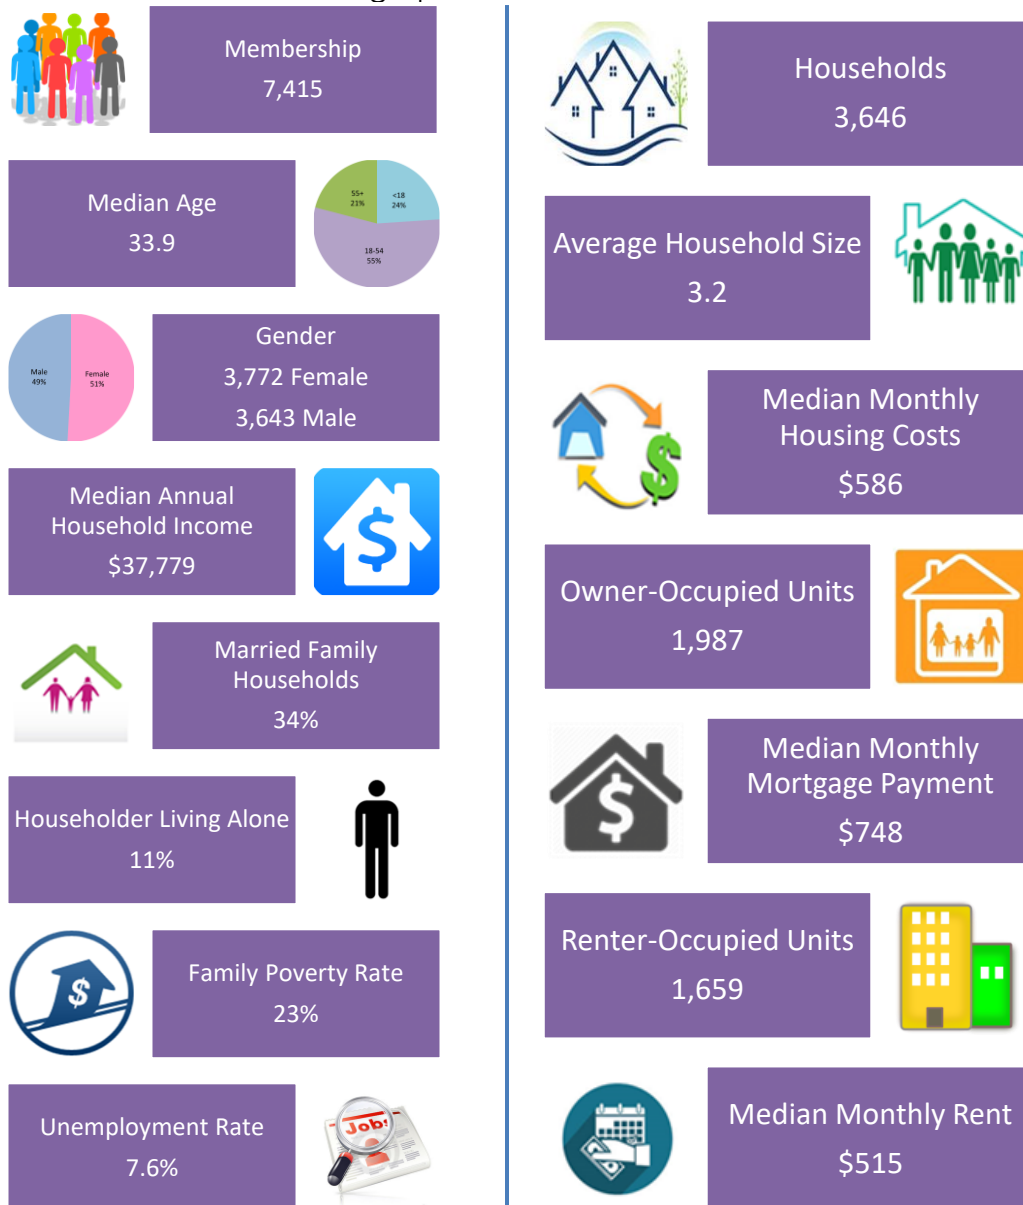 Membership
7,415
Median Age
33.9
55+
21%
<18
24%
18-54
55%
Male
49%
Female
51%
Gender
3,772 Female
3,643 Male
Median Annual
Household Income
$37,779
$
Married Family
Households
34%
Householder Living Alone
11%
$
Family Poverty Rate
23%
Unemployment Rate
7.6%
Job!
Households
3,646
Average Household Size
3.2
Median Monthly
Housing Costs
$586
$
Owner-Occupied Units
1,987
$
Median Monthly
Mortgage Payment
$748
Renter-Occupied Units
1,659
Median Monthly Rent
$515